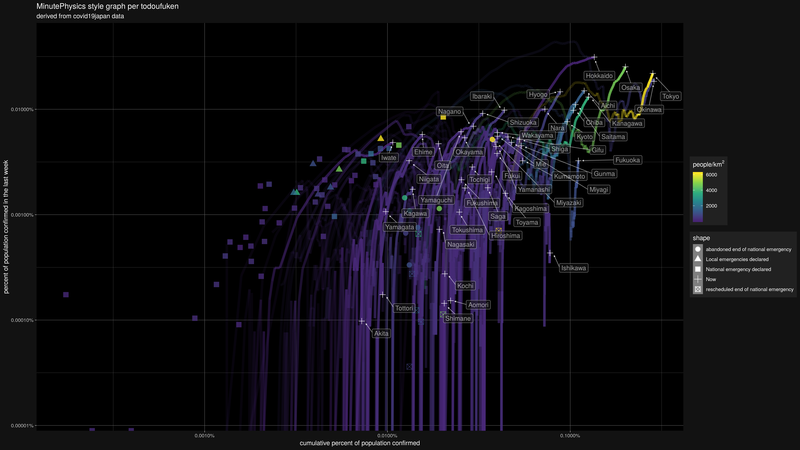 MinutePhysics style graph per todoufuken
derived from covid19japan data
percent of population confirmed in the last week
0.01000%
0.00100%
0.00010%
0.00001%
Hokkaido
Osaka
Tokyo
Hyogo
Ibaraki
Aichi
Okinawa
Nagano
Shizuoka
Chiba
Kanagawa
Nara
Wakayama
Kyoto
Saitama
Ehime
Okayama
Shiga
Gifu
Iwate
Oita
Mie
Fukuoka
Niigata
Tochigi
Fukui
Kumamoto
Gunma
Yamanashi
Miyagi
Yamaguchi
Fukushima
Miyazaki
Kagawa
Saga
Kagoshima
Yamagata
Tokushima
Toyama
Hiroshima
Nagasaki
Ishikawa
Kochi
Tottori
Aomori
Shimane
Akita
0.0010%
0.0100%
0.1000%
cumulative percent of population confirmed
people/km²
6000
4000
2000
shape
abandoned end of national emergency
Local emergencies declared
National emergency declared
Now
rescheduled end of national emergency